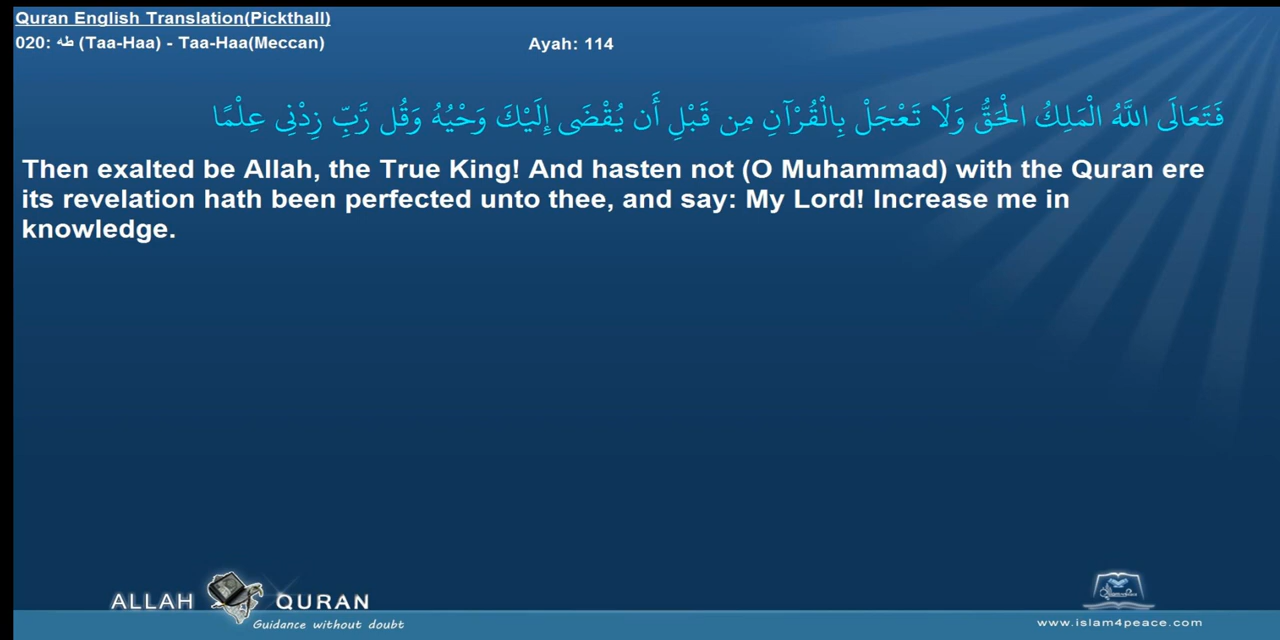 Quran English Translation(Pickthall)
020: طه (Taa-Haa) - Taa-Haa(Meccan)
Ayah: 114
فَتَعَالَى اللَّهُ الْمَلِكُ الْحَقُّ وَلَا تَعْجَلْ بِالْقُرْآنِ مِن قَبْلِ أَن يُقْضَى إِلَيْكَ وَحْيُهُ وَقُل رَّبِّ زِدْنِي عِلْمًا
Then exalted be Allah, the True King! And hasten not (O Muhammad) with the Quran ere
its revelation hath been perfected unto thee, and say: My Lord! Increase me in
knowledge.
ALLAH QURAN
Guidance without doubt
www.islam4peace.com